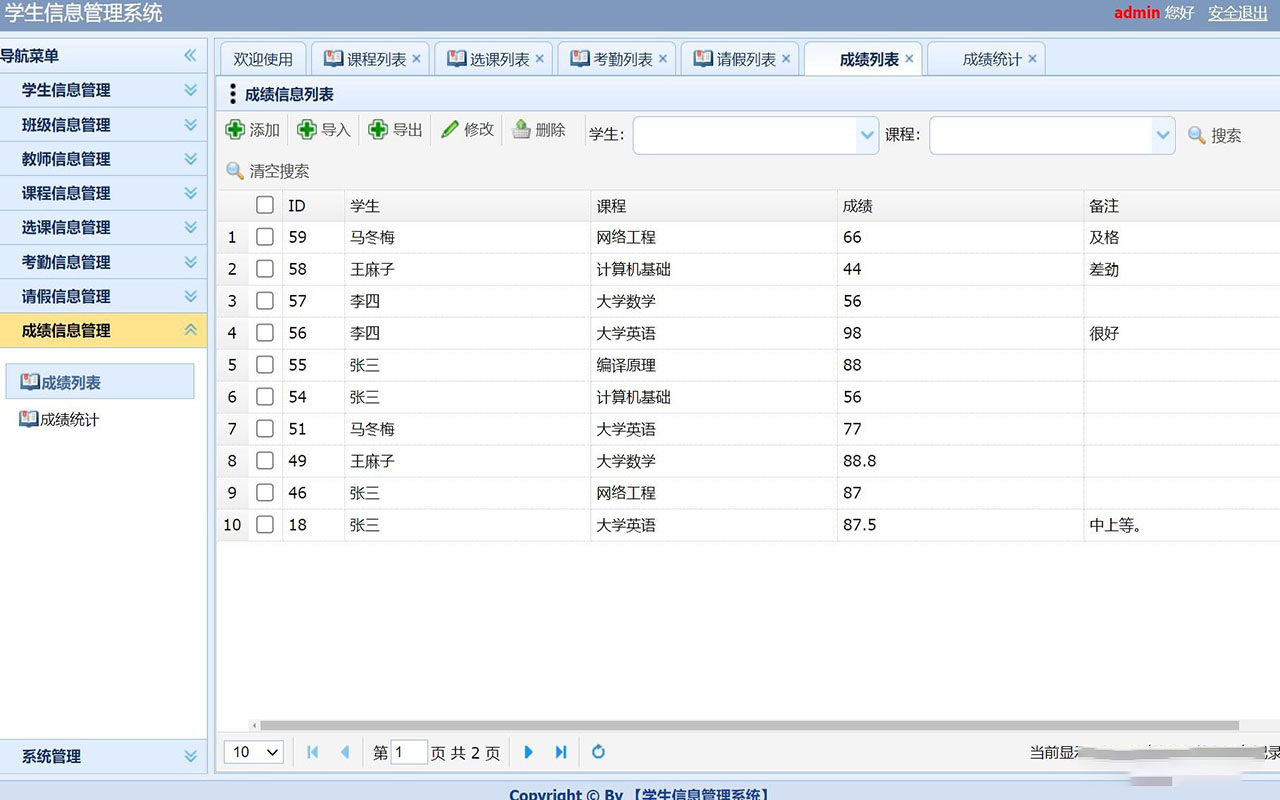 学生信息管理系统
admin 您好 安全退出
导航菜单
学生信息管理
班级信息管理
教师信息管理
课程信息管理
选课信息管理
考勤信息管理
请假信息管理
成绩信息管理
成绩列表
成绩统计
系统管理
欢迎使用 课程列表 选课列表 考勤列表 请假列表 成绩列表 成绩统计
成绩信息列表
添加 导入 导出 修改 删除 学生: 课程: 搜索
清空搜索
ID 学生 课程 成绩 备注
1 59 马冬梅 网络工程 66 及格
2 58 王麻子 计算机基础 44 差劲
3 57 李四 大学数学 56
4 56 李四 大学英语 98 很好
5 55 张三 编译原理 88
6 54 张三 计算机基础 56
7 51 马冬梅 大学英语 77
8 49 王麻子 大学数学 88.8
9 46 张三 网络工程 87
10 18 张三 大学英语 87.5 中上等。
10 第 1 页 共 2 页 当前显
Copyright © By 【学生信息管理系统】